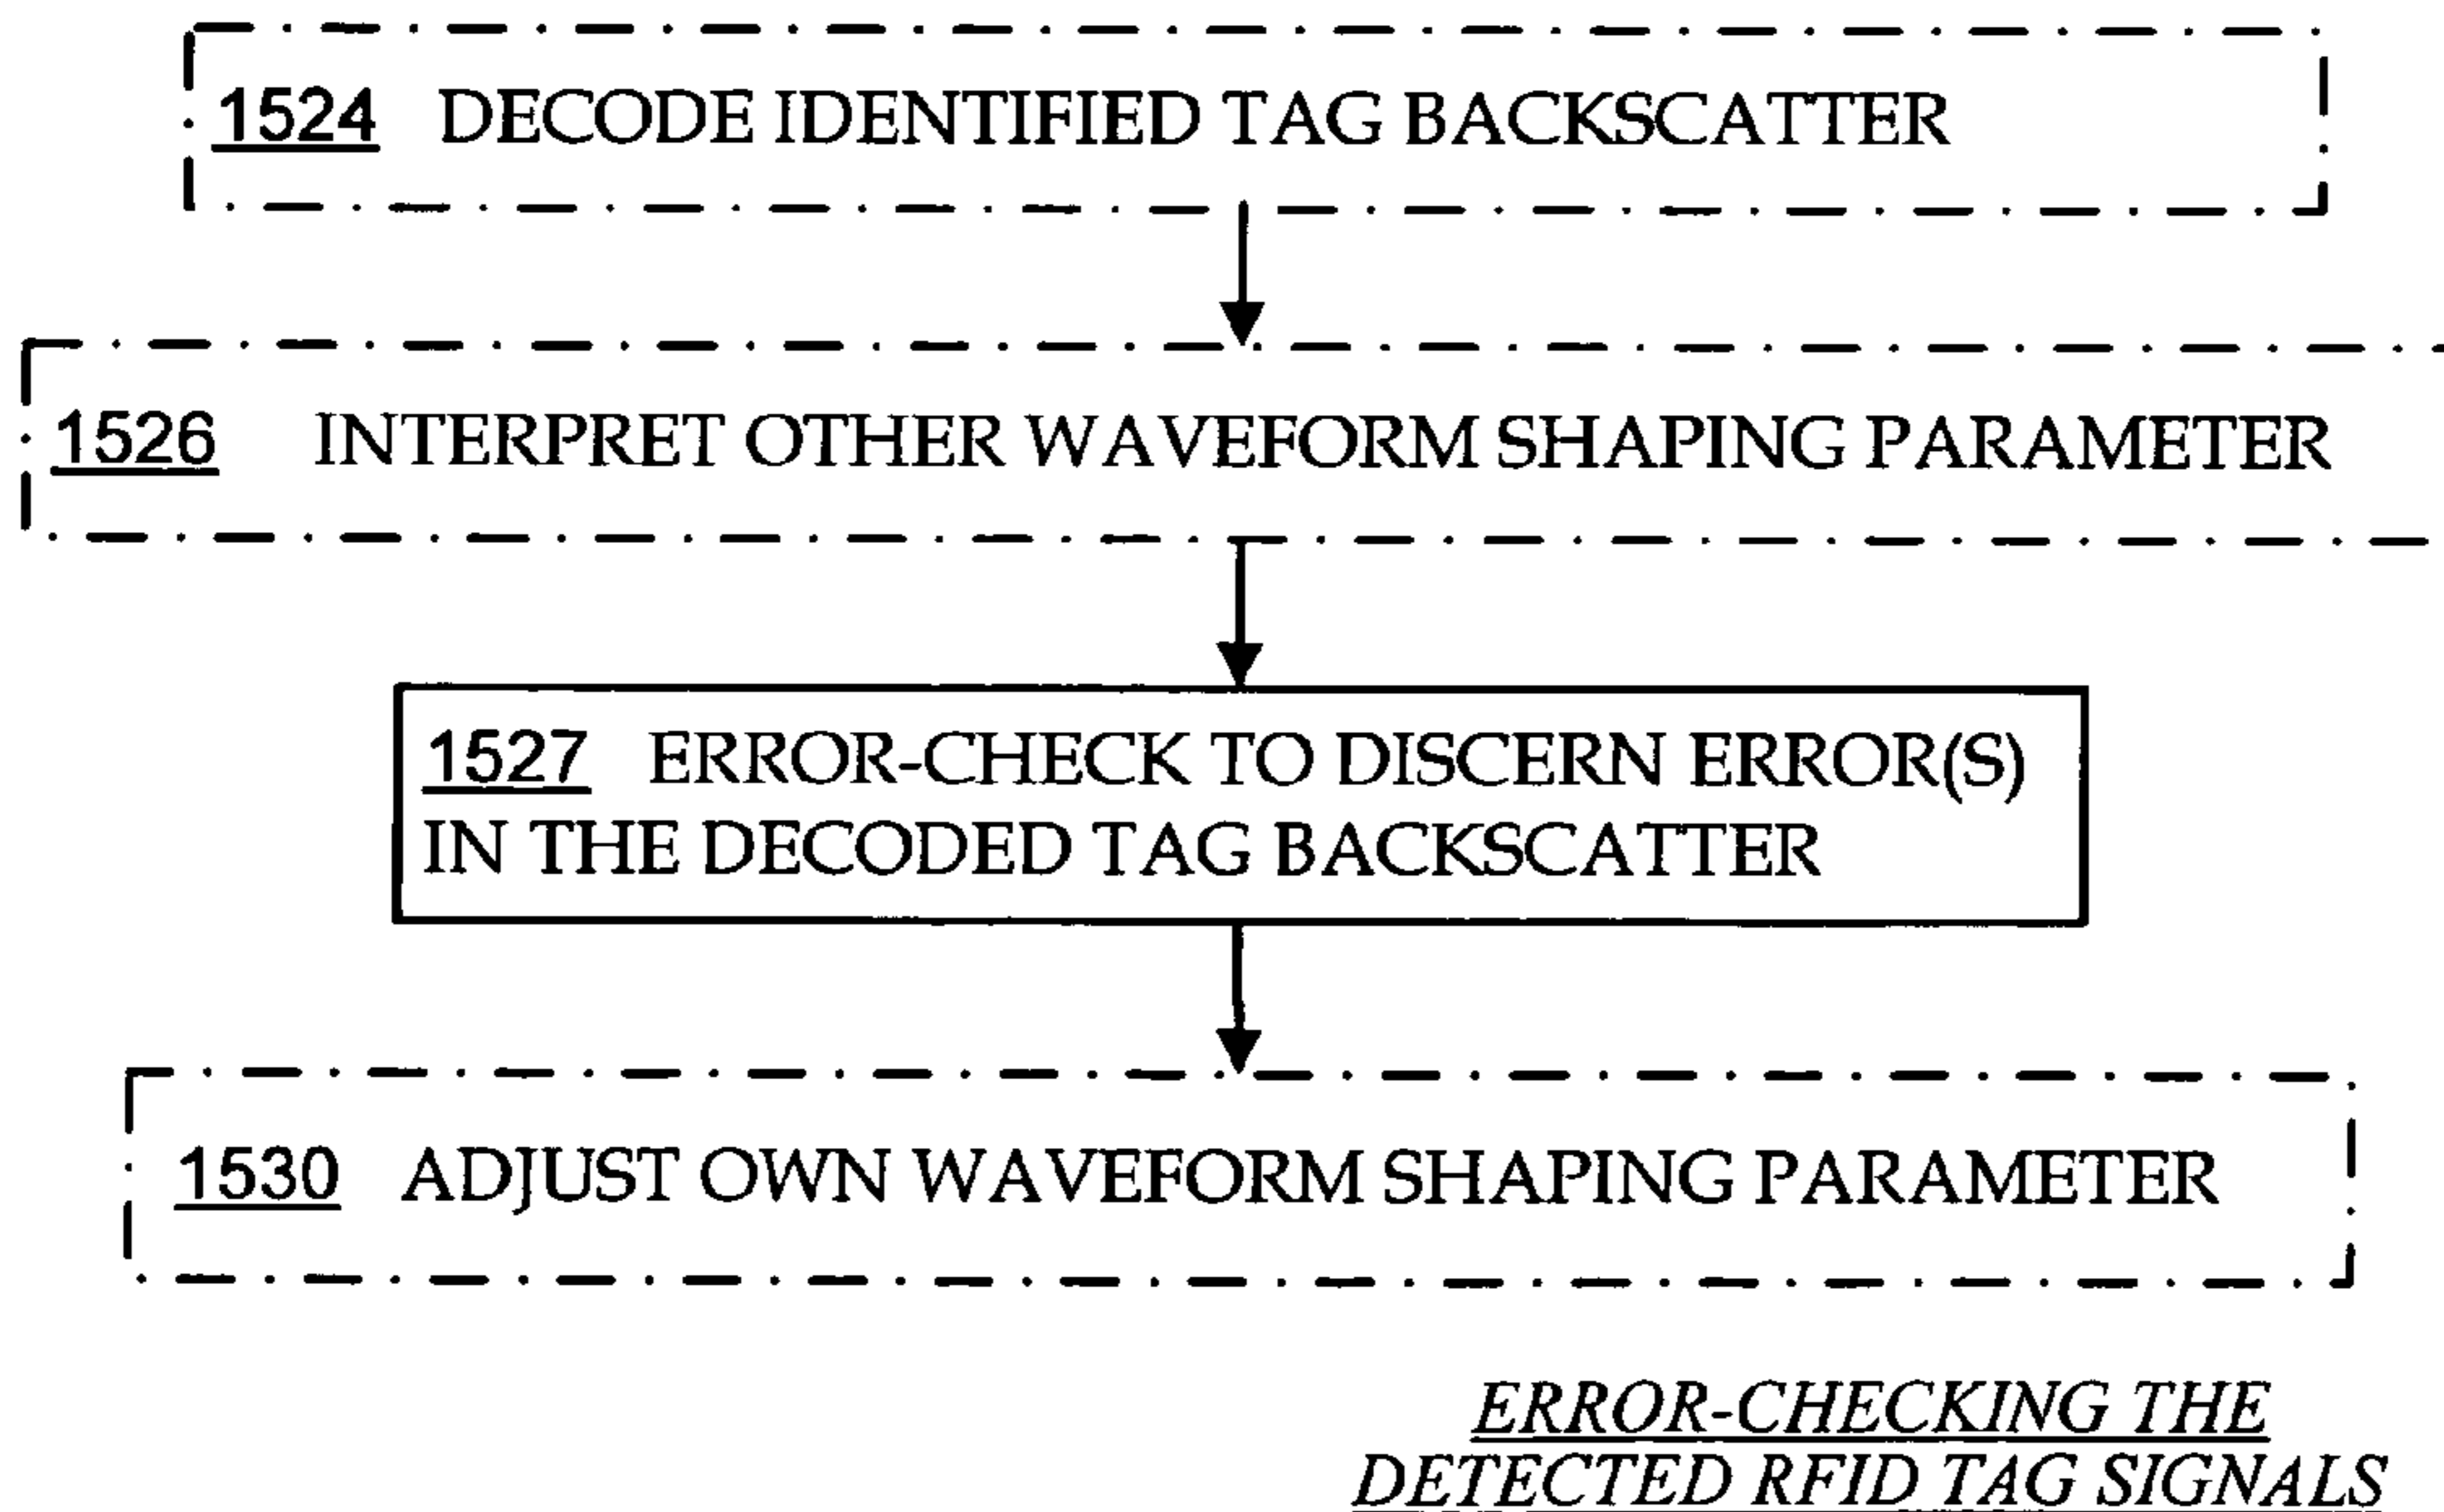 1524 DECODE IDENTIFIED TAG BACKSCATTER
1526 INTERPRET OTHER WAVEFORM SHAPING PARAMETER
1527 ERROR-CHECK TO DISCERN ERROR(S)
IN THE DECODED TAG BACKSCATTER
1530 ADJUST OWN WAVEFORM SHAPING PARAMETER
ERROR-CHECKING THE
DETECTED RFID TAG SIGNALS